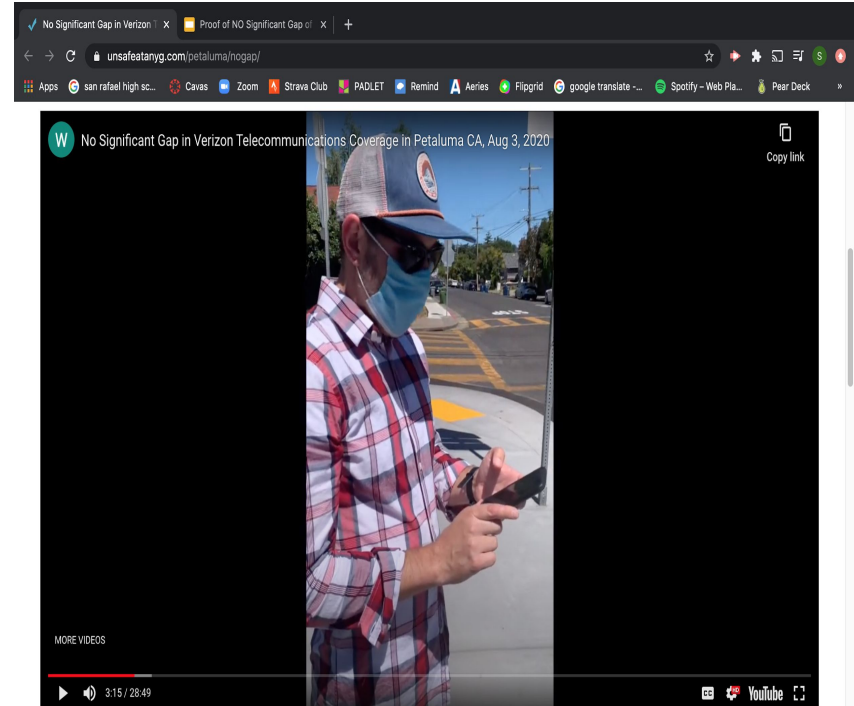 No Significant Gap in Verizon T
Proof of NO Significant Gap of
unsafeatanyg.com/petaluma/nogap/
S
Apps
san rafael high sc...
Cavas
Zoom
Strava Club
PADLET
Remind
Aeries
Flipgrid
google translate -...
Spotify – Web Pla...
Pear Deck
»
W
No Significant Gap in Verizon Telecommunications Coverage in Petaluma CA, Aug 3, 2020
Copy link
MORE VIDEOS
3:15 / 28:49
CC
HD
YouTube